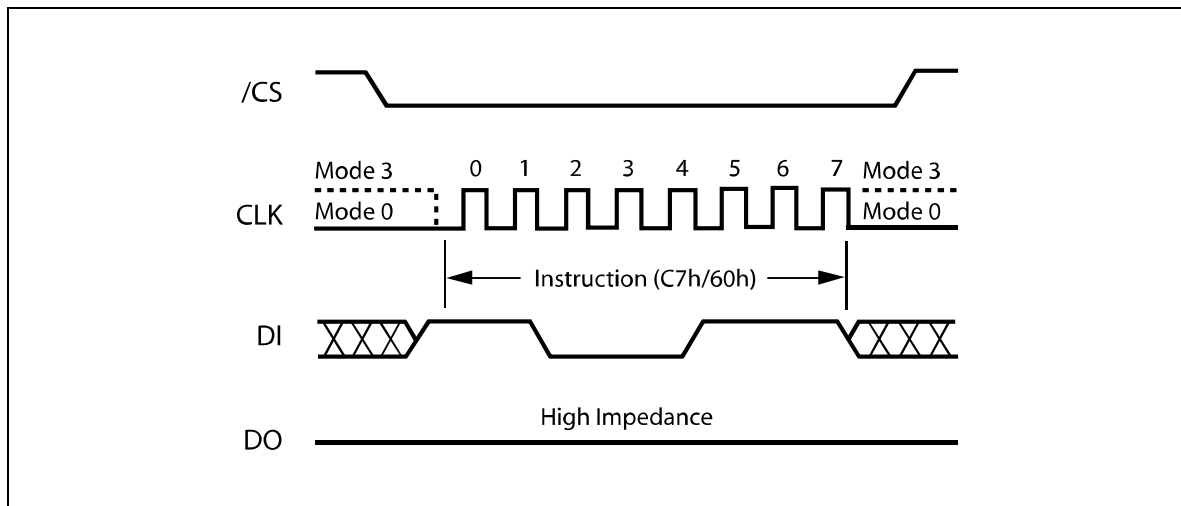 /CS
Mode 3
0 1 2 3 4 5 6 7
Mode 3
CLK
Mode 0
Mode 0
Instruction (C7h/60h)
DI
High Impedance
DO